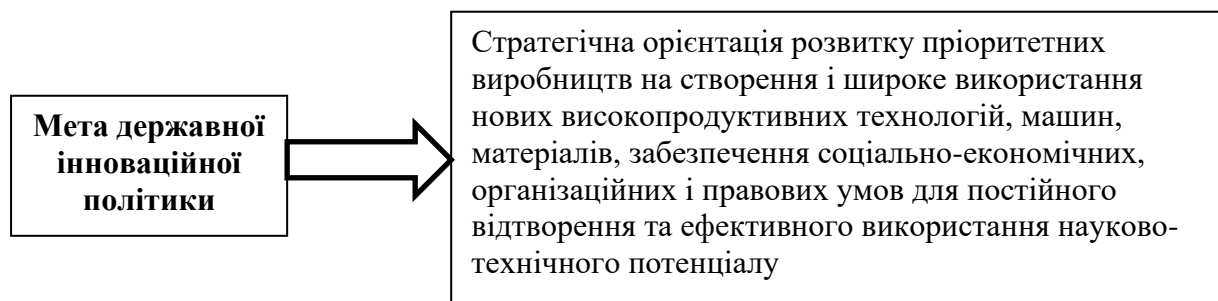 Мета державної
інноваційної
політики
Стратегічна орієнтація розвитку пріоритетних
виробництв на створення і широке використання
нових високопродуктивних технологій, машин,
матеріалів, забезпечення соціально-економічних,
організаційних і правових умов для постійного
відтворення та ефективного використання науково-
технічного потенціалу